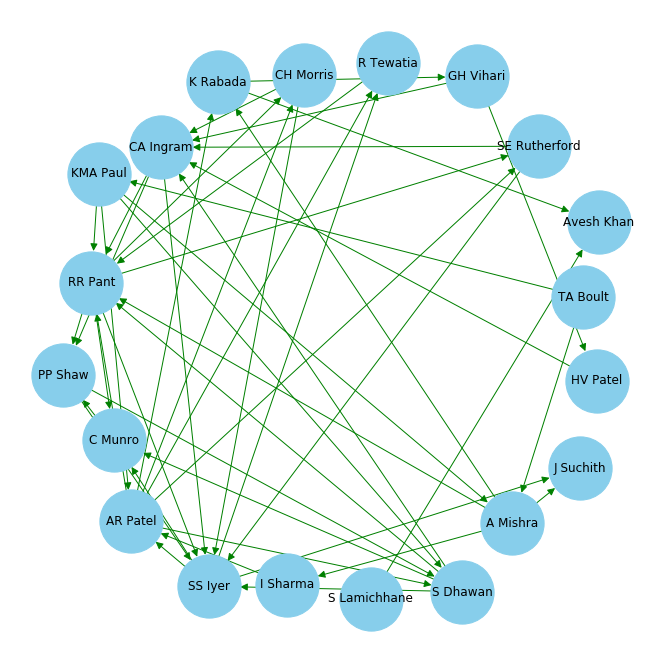 R Tewatia
CH Morris
GH Vihari
K Rabada
CA Ingram
SE Rutherford
KMA Paul
Avesh Khan
RR Pant
TA Boult
PP Shaw
HV Patel
C Munro
J Suchith
AR Patel
A Mishra
SS Iyer
I Sharma
S Lamichhane
S Dhawan